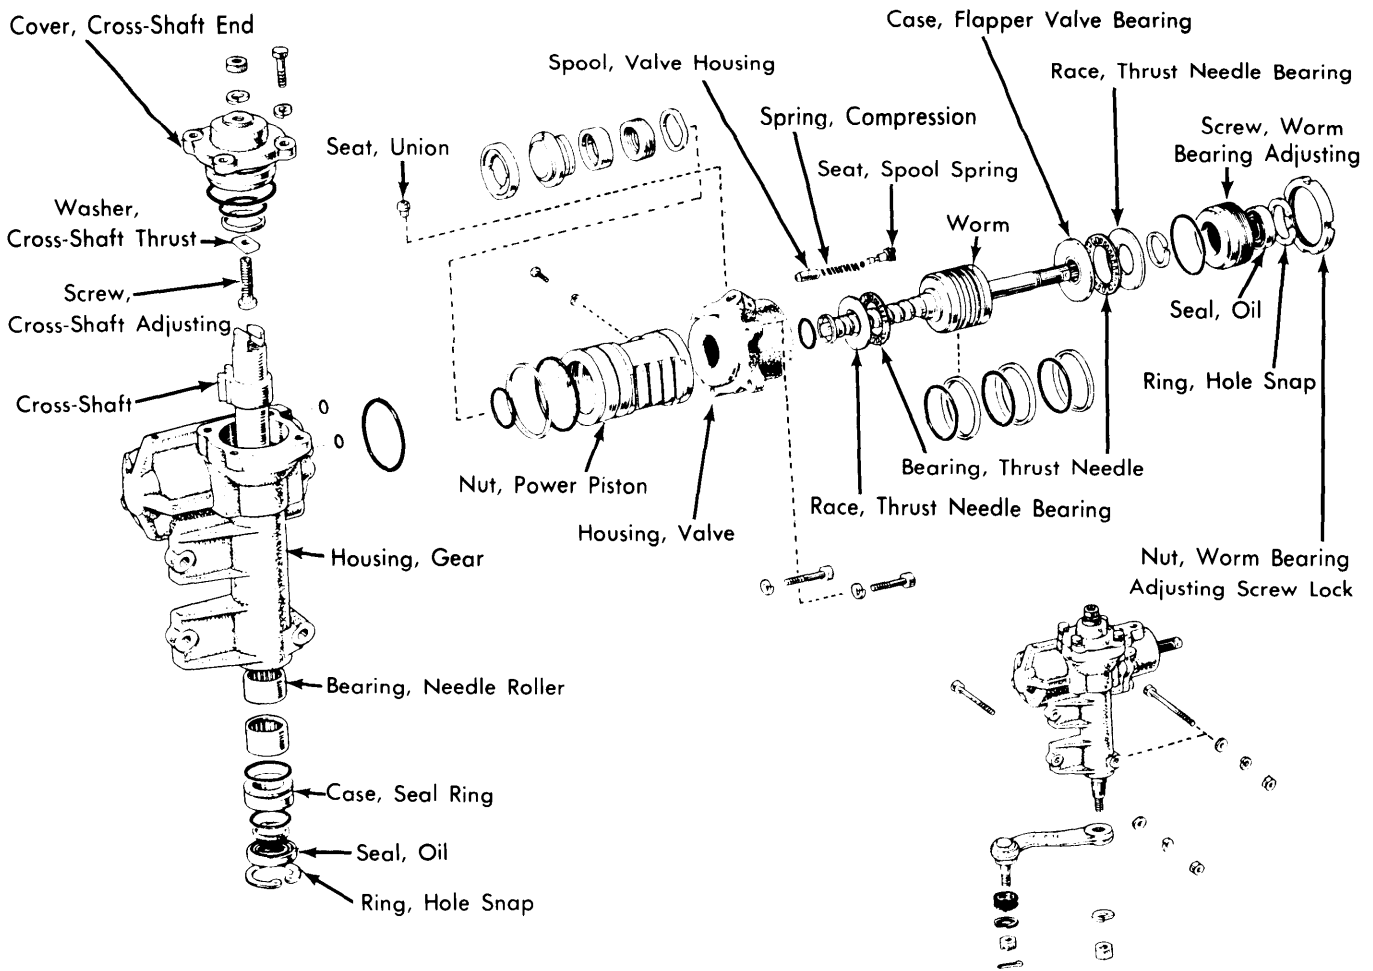 Cover, Cross-Shaft End
Case, Flapper Valve Bearing
Spool, Valve Housing
Race, Thrust Needle Bearing
Spring, Compression
Screw, Worm
Bearing Adjusting
Seat, Union
Seat, Spool Spring
Washer,
Cross-Shaft Thrust
Worm
Screw,
Cross-Shaft Adjusting
Seal, Oil
Ring, Hole Snap
Cross-Shaft
Bearing, Thrust Needle
Nut, Power Piston
Race, Thrust Needle Bearing
Housing, Valve
Housing, Gear
Nut, Worm Bearing
Adjusting Screw Lock
Bearing, Needle Roller
Case, Seal Ring
Seal, Oil
Ring, Hole Snap